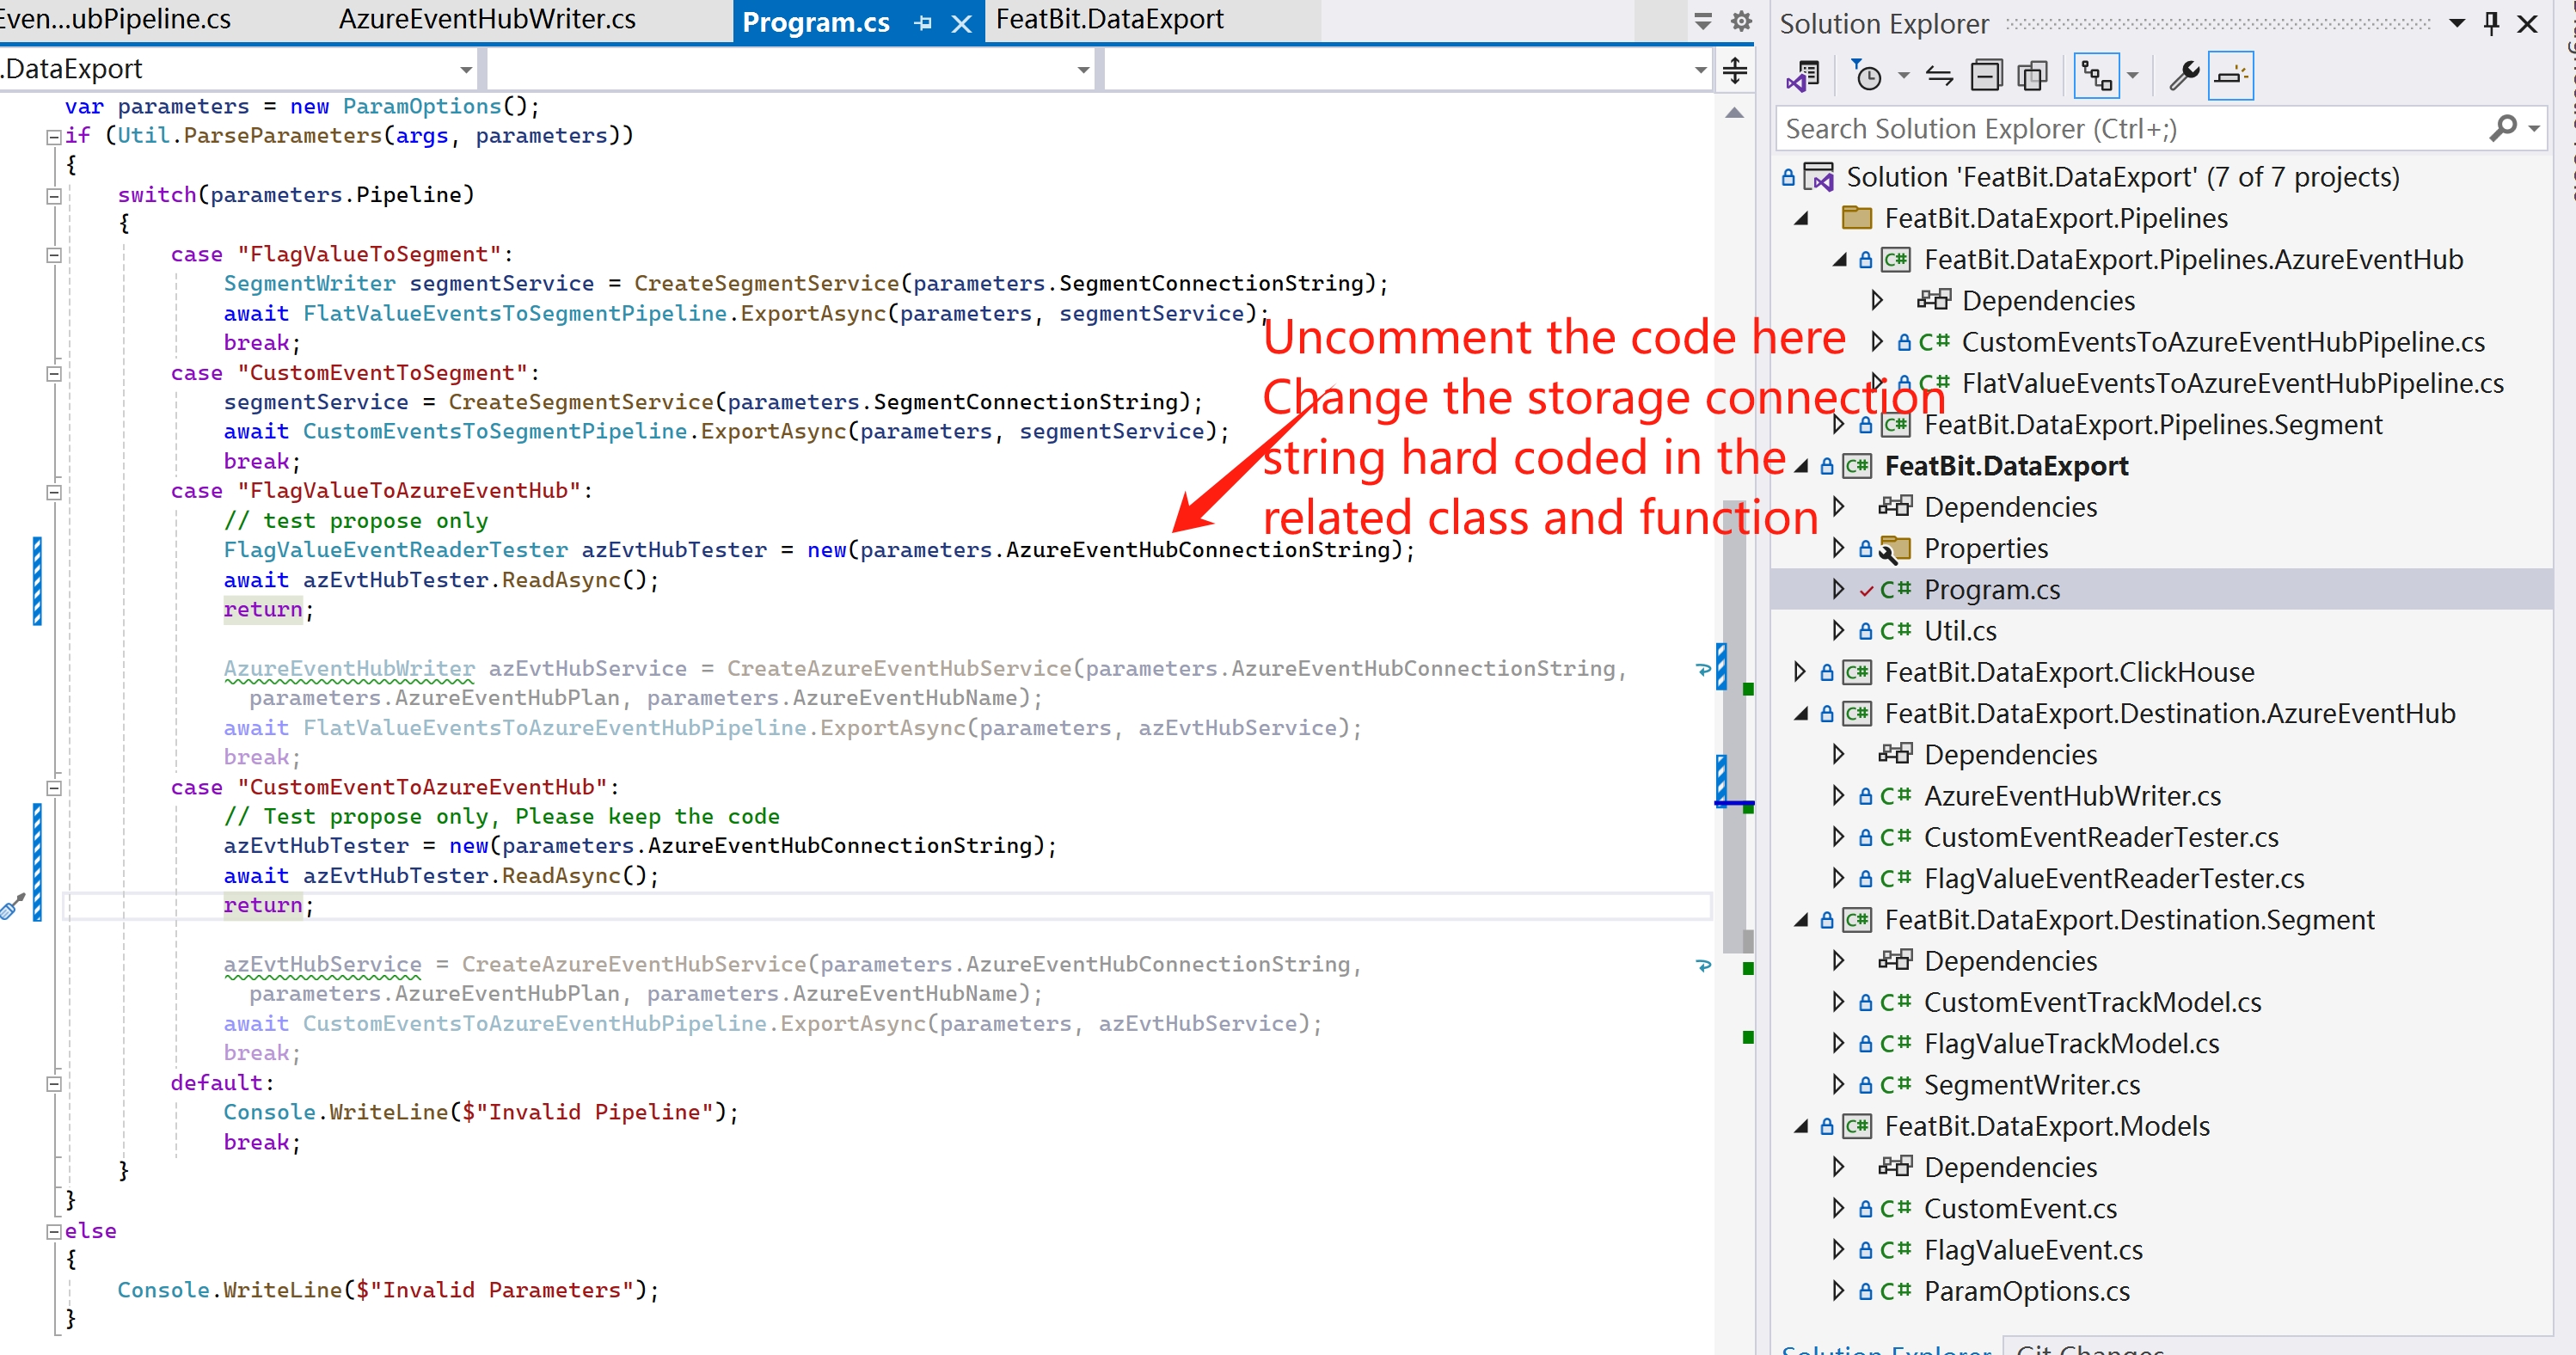 Even...ubPipeline.cs
AzureEventHubWriter.cs
Program.cs
FeatBit.DataExport
.DataExport
var parameters = new ParamOptions();
if (Util.ParseParameters(args, parameters))
{
switch(parameters.Pipeline)
{
case "FlagValueToSegment":
SegmentWriter segmentService = CreateSegmentService(parameters.SegmentConnectionString);
await FlatValueEventsToSegmentPipeline.ExportAsync(parameters, segmentService);
break;
case "CustomEventToSegment":
segmentService = CreateSegmentService(parameters.SegmentConnectionString);
await CustomEventsToSegmentPipeline.ExportAsync(parameters, segmentService);
break;
case "FlagValueToAzureEventHub":
// test propose only
FlagValueEventReaderTester azEvtHubTester = new(parameters.AzureEventHubConnectionString);
await azEvtHubTester.ReadAsync();
return;
AzureEventHubWriter azEvtHubService = CreateAzureEventHubService(parameters.AzureEventHubConnectionString,
parameters.AzureEventHubPlan, parameters.AzureEventHubName);
await FlatValueEventsToAzureEventHubPipeline.ExportAsync(parameters, azEvtHubService);
break;
case "CustomEventToAzureEventHub":
// Test propose only, Please keep the code
azEvtHubTester = new(parameters.AzureEventHubConnectionString);
await azEvtHubTester.ReadAsync();
return;
azEvtHubService = CreateAzureEventHubService(parameters.AzureEventHubConnectionString,
parameters.AzureEventHubPlan, parameters.AzureEventHubName);
await CustomEventsToAzureEventHubPipeline.ExportAsync(parameters, azEvtHubService);
break;
default:
Console.WriteLine($"Invalid Pipeline");
break;
}
}
else
{
Console.WriteLine($"Invalid Parameters");
}
Uncomment the code here
Change the storage connection
string hard coded in the
related class and function
Solution Explorer
Search Solution Explorer (Ctrl+;)
Solution 'FeatBit.DataExport' (7 of 7 projects)
FeatBit.DataExport.Pipelines
C# FeatBit.DataExport.Pipelines.AzureEventHub
Dependencies
C# CustomEventsToAzureEventHubPipeline.cs
C# FlatValueEventsToAzureEventHubPipeline.cs
C# FeatBit.DataExport.Pipelines.Segment
C# FeatBit.DataExport
Dependencies
Properties
C# Program.cs
C# Util.cs
C# FeatBit.DataExport.ClickHouse
C# FeatBit.DataExport.Destination.AzureEventHub
Dependencies
C# AzureEventHubWriter.cs
C# CustomEventReaderTester.cs
C# FlagValueEventReaderTester.cs
C# FeatBit.DataExport.Destination.Segment
Dependencies
C# CustomEventTrackModel.cs
C# FlagValueTrackModel.cs
C# SegmentWriter.cs
C# FeatBit.DataExport.Models
Dependencies
C# CustomEvent.cs
C# FlagValueEvent.cs
C# ParamOptions.cs
Solution Explorer
Git Changes